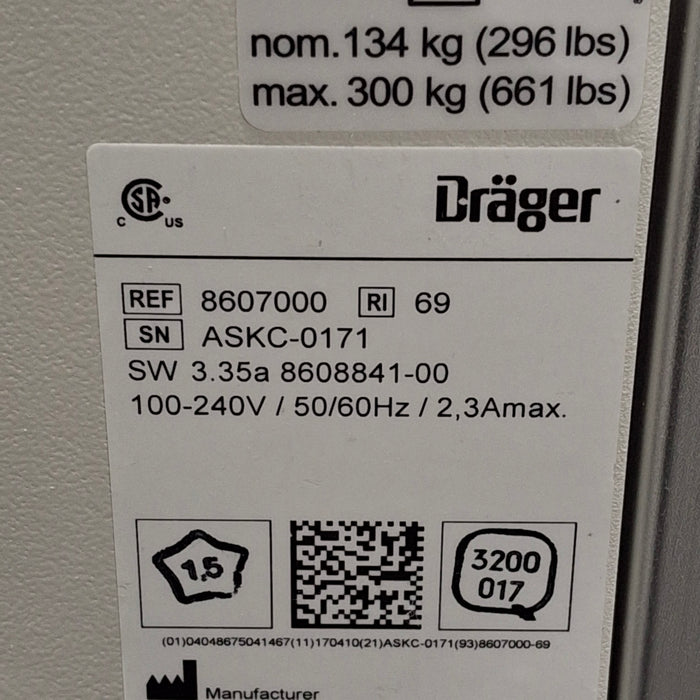 nom.134 kg (296 lbs)
max. 300 kg (661 lbs)
C SA US
Dräger
REF 8607000 RI 69
SN ASKC-0171
SW 3.35a 8608841-00
100-240V / 50/60Hz / 2,3Amax.
1,5
3200
017
(01)04048675041467(11)170410(21)ASKC-0171(93)8607000-69
Manufacturer